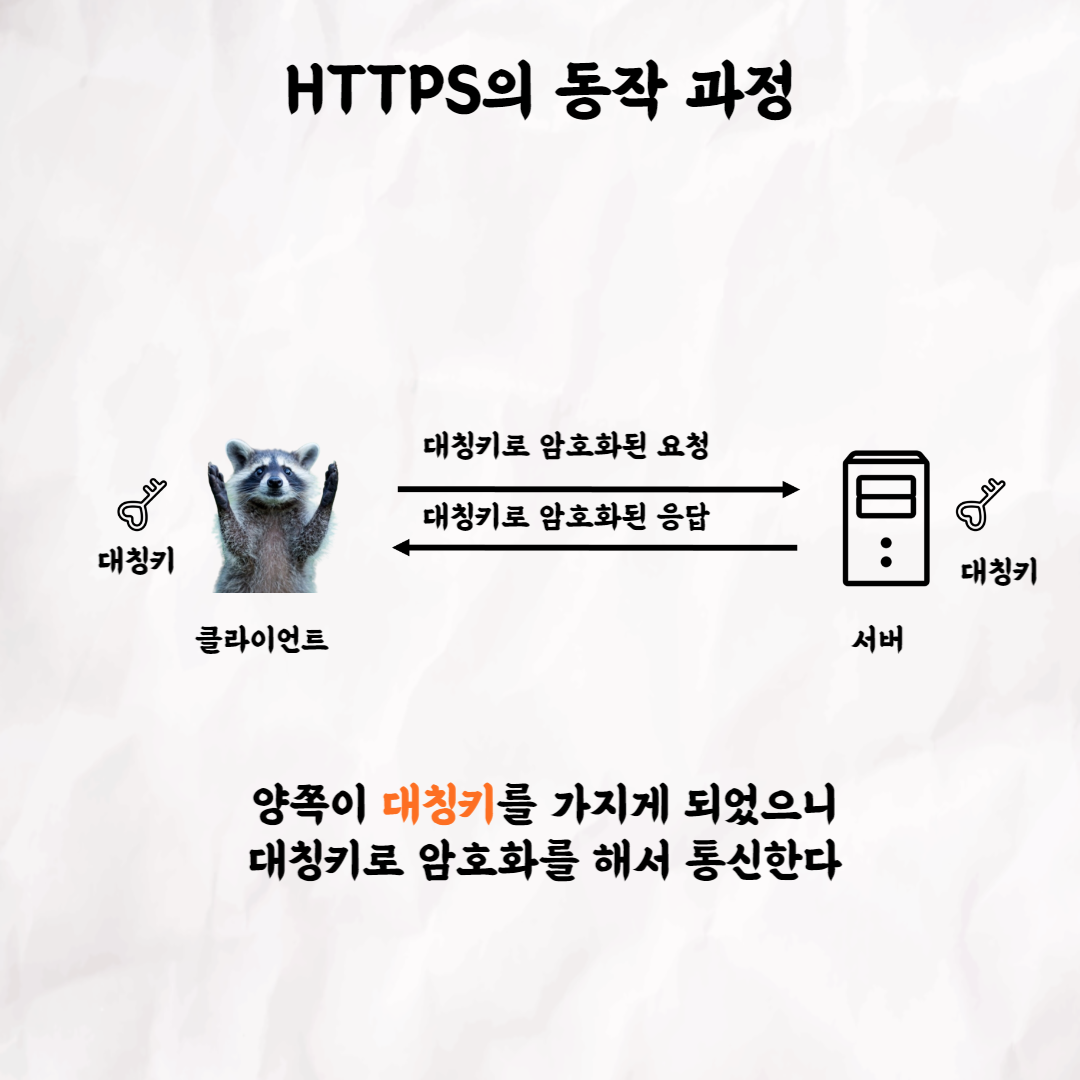 HTTPS의 동작 과정
대칭키로 암호화된 요청
대칭키로 암호화된 응답
대칭키
대칭키
클라이언트
서버
양쪽이 대칭키를 가지게 되었으니
대칭키로 암호화를 해서 통신한다